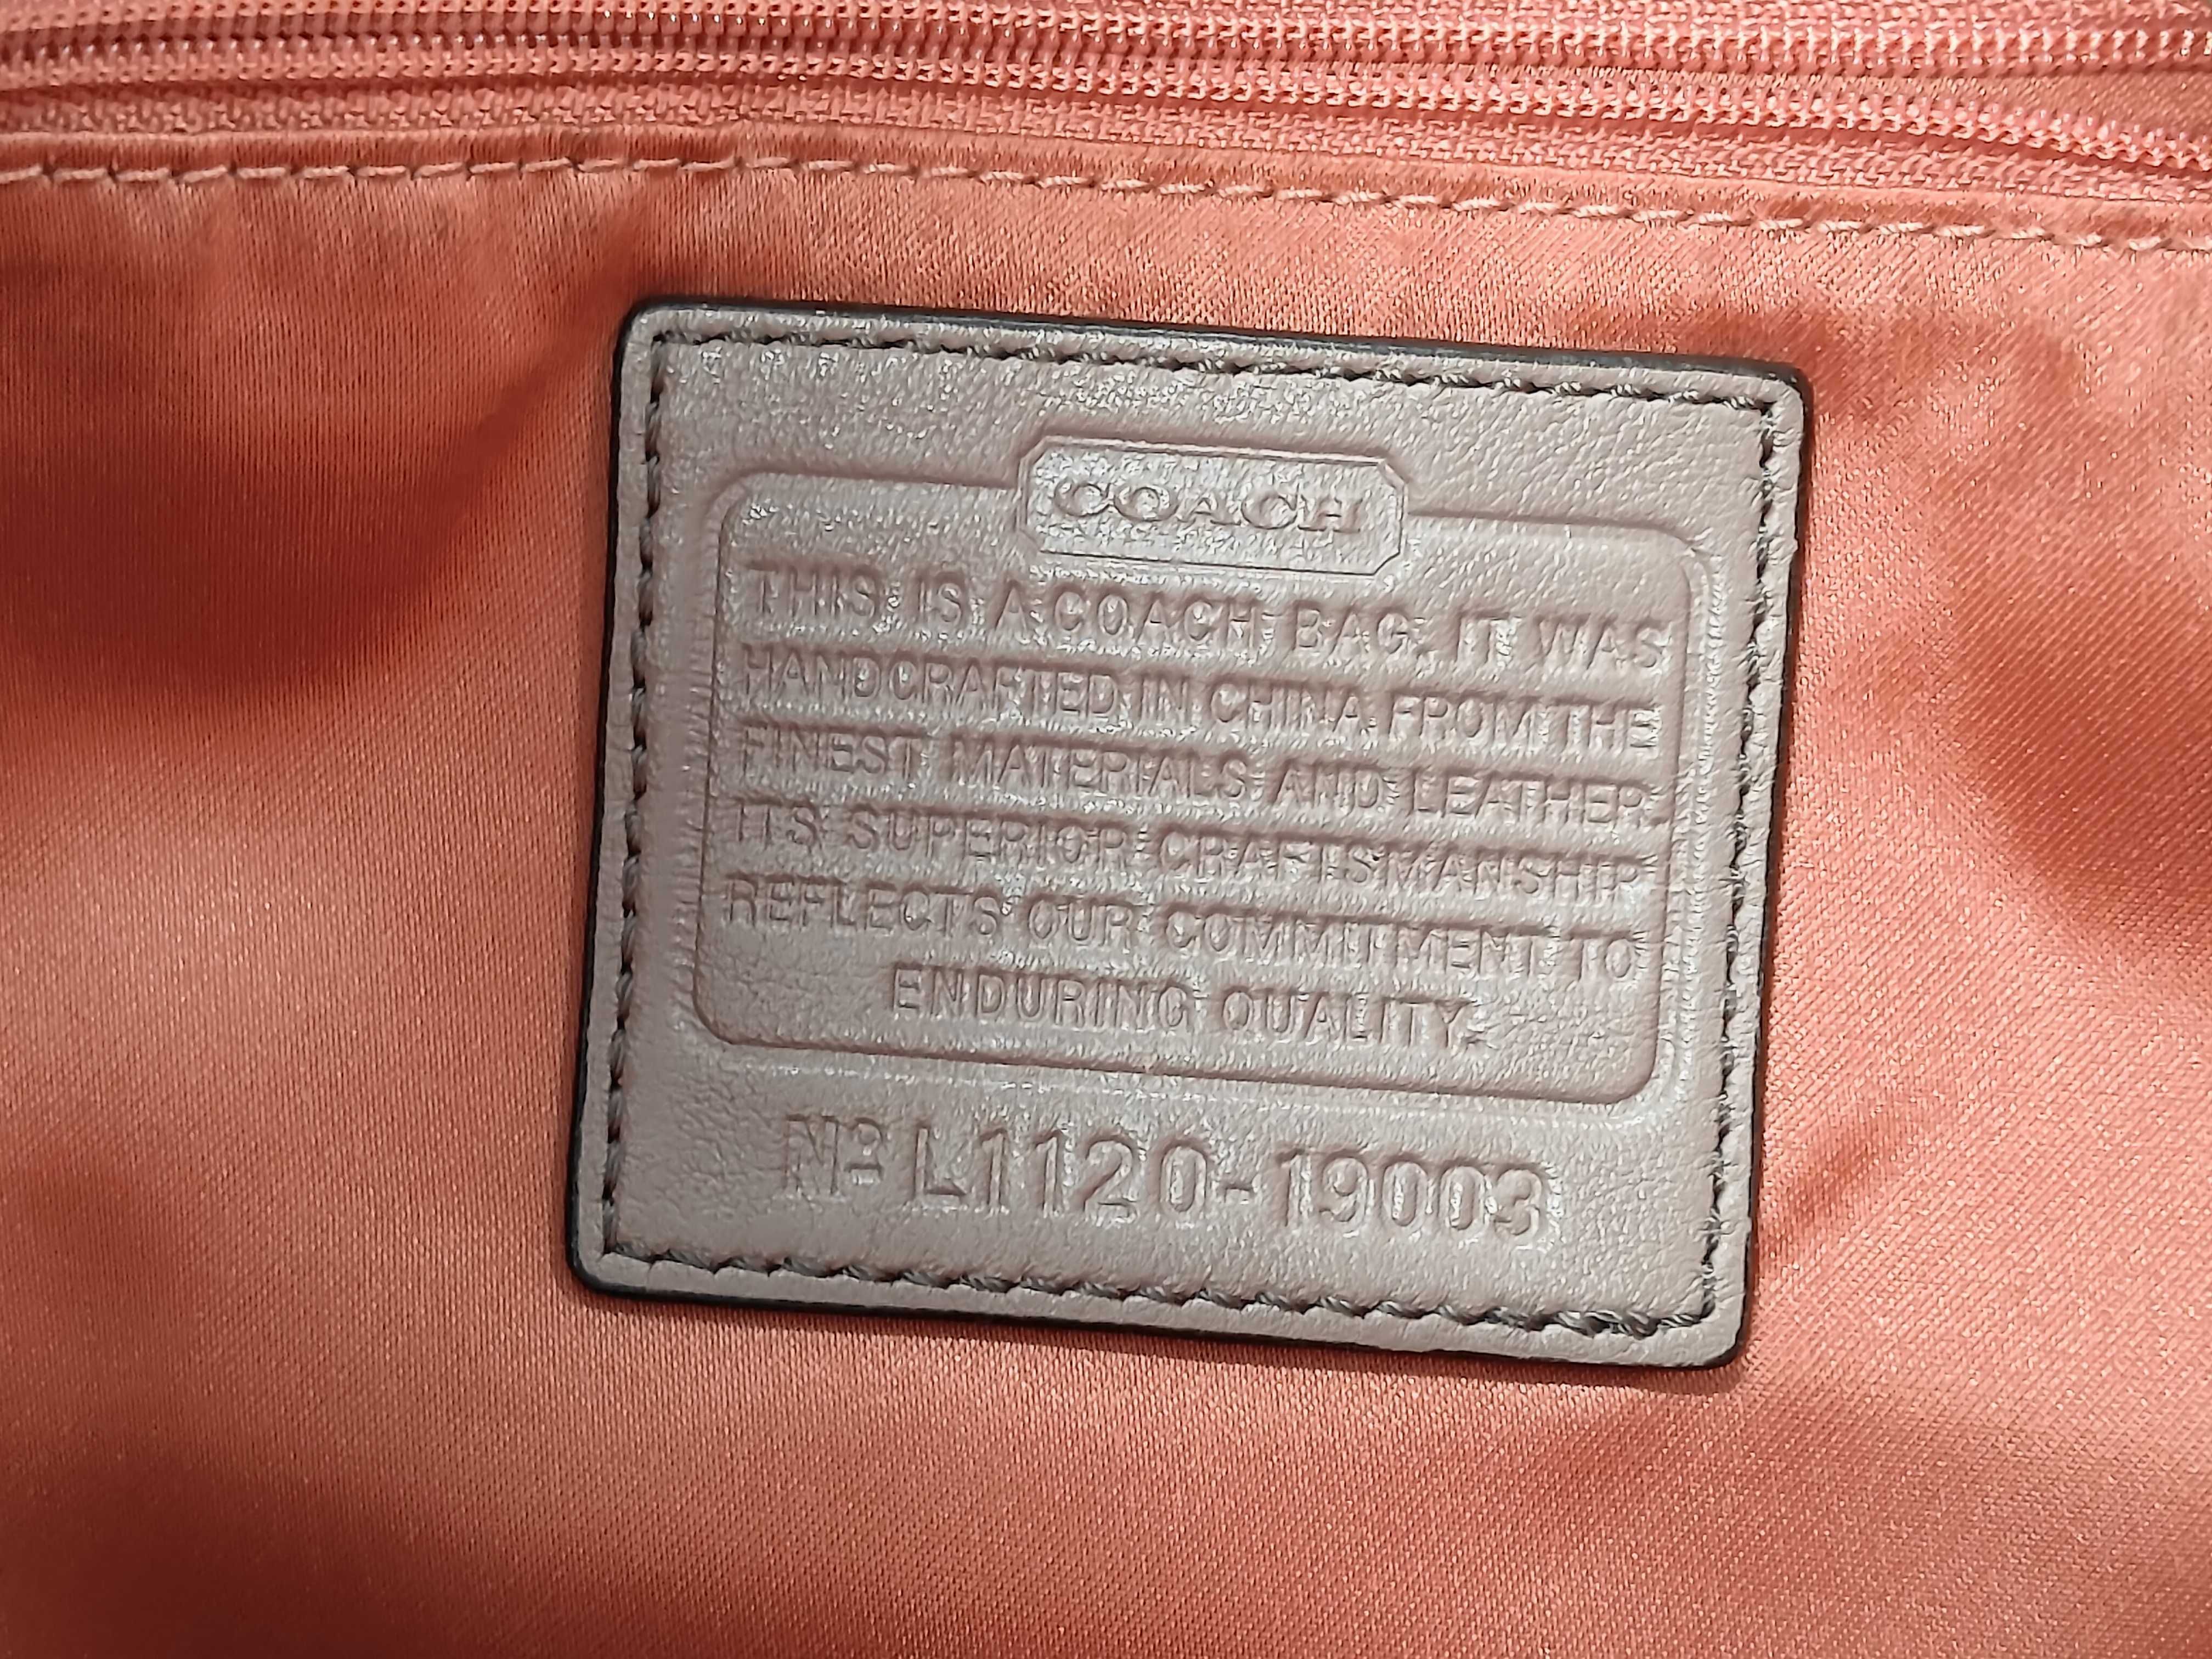 COACH
THIS IS A COACH BAG. IT WAS
HANDCRAFTED IN CHINA FROM THE
FINEST MATERIALS AND LEATHER.
ITS SUPERIOR CRAFTSMANSHIP
REFLECTS OUR COMMITMENT TO
ENDURING QUALITY.
Nº L1120-19003